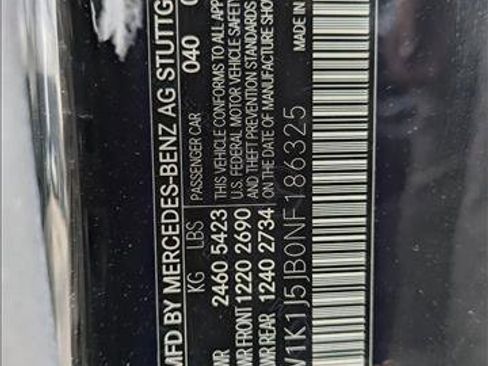 MFD BY MERCEDES-BENZ AG STUTTG
040
KG LBS PASSENGER CAR
2460 5423 THIS VEHICLE CONFORMS TO ALL APP
FRONT 1220 2690 U.S. FEDERAL MOTOR VEHICLE SAFETY
REAR 1240 2734 AND THEFT PREVENTION STANDARDS
ON THE DATE OF MANUFACTURE SHOW
W1K1J5JB0NF186325
MADE IN